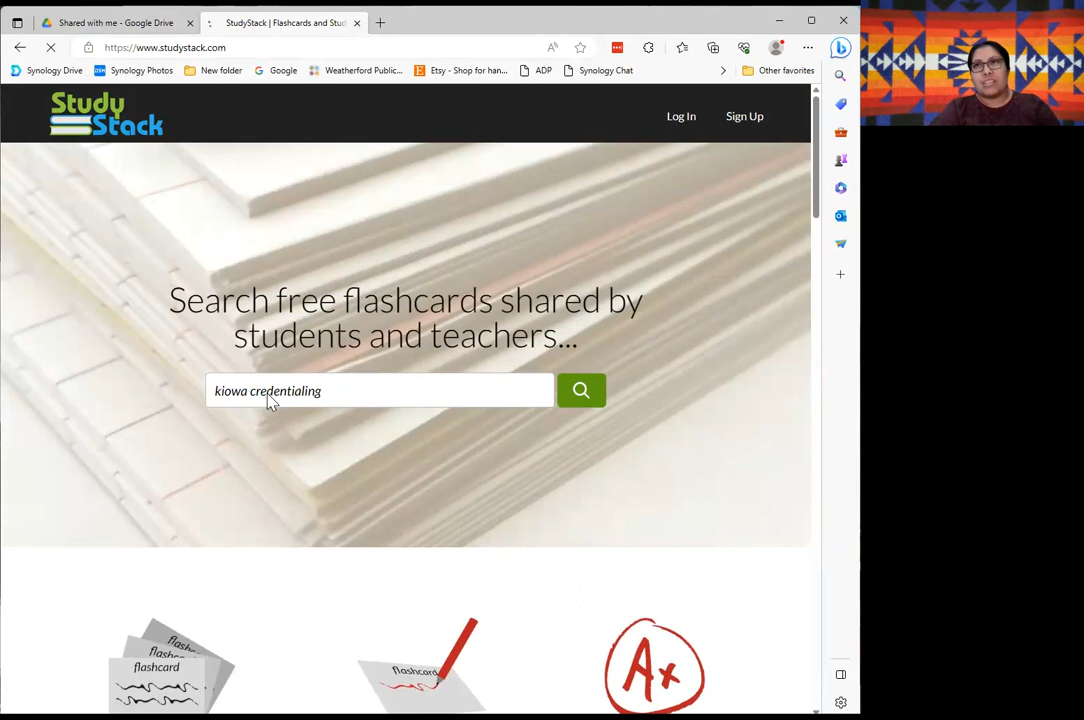 Shared with me - Google Drive
StudyStack | Flashcards and Stud
https://www.studystack.com
Synology Drive
DSM Synology Photos
New folder
Google
Weatherford Public...
Etsy - Shop for han...
ADP
Synology Chat
Other favorites
Study
Stack
Log In
Sign Up
Search free flashcards shared by
students and teachers...
kiowa credentialing
flashcard
flashcard
A+